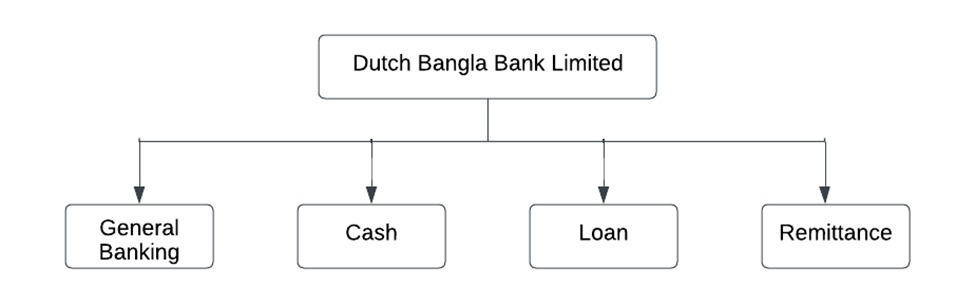 Dutch Bangla Bank Limited
General
Banking
Cash
Loan
Remittance